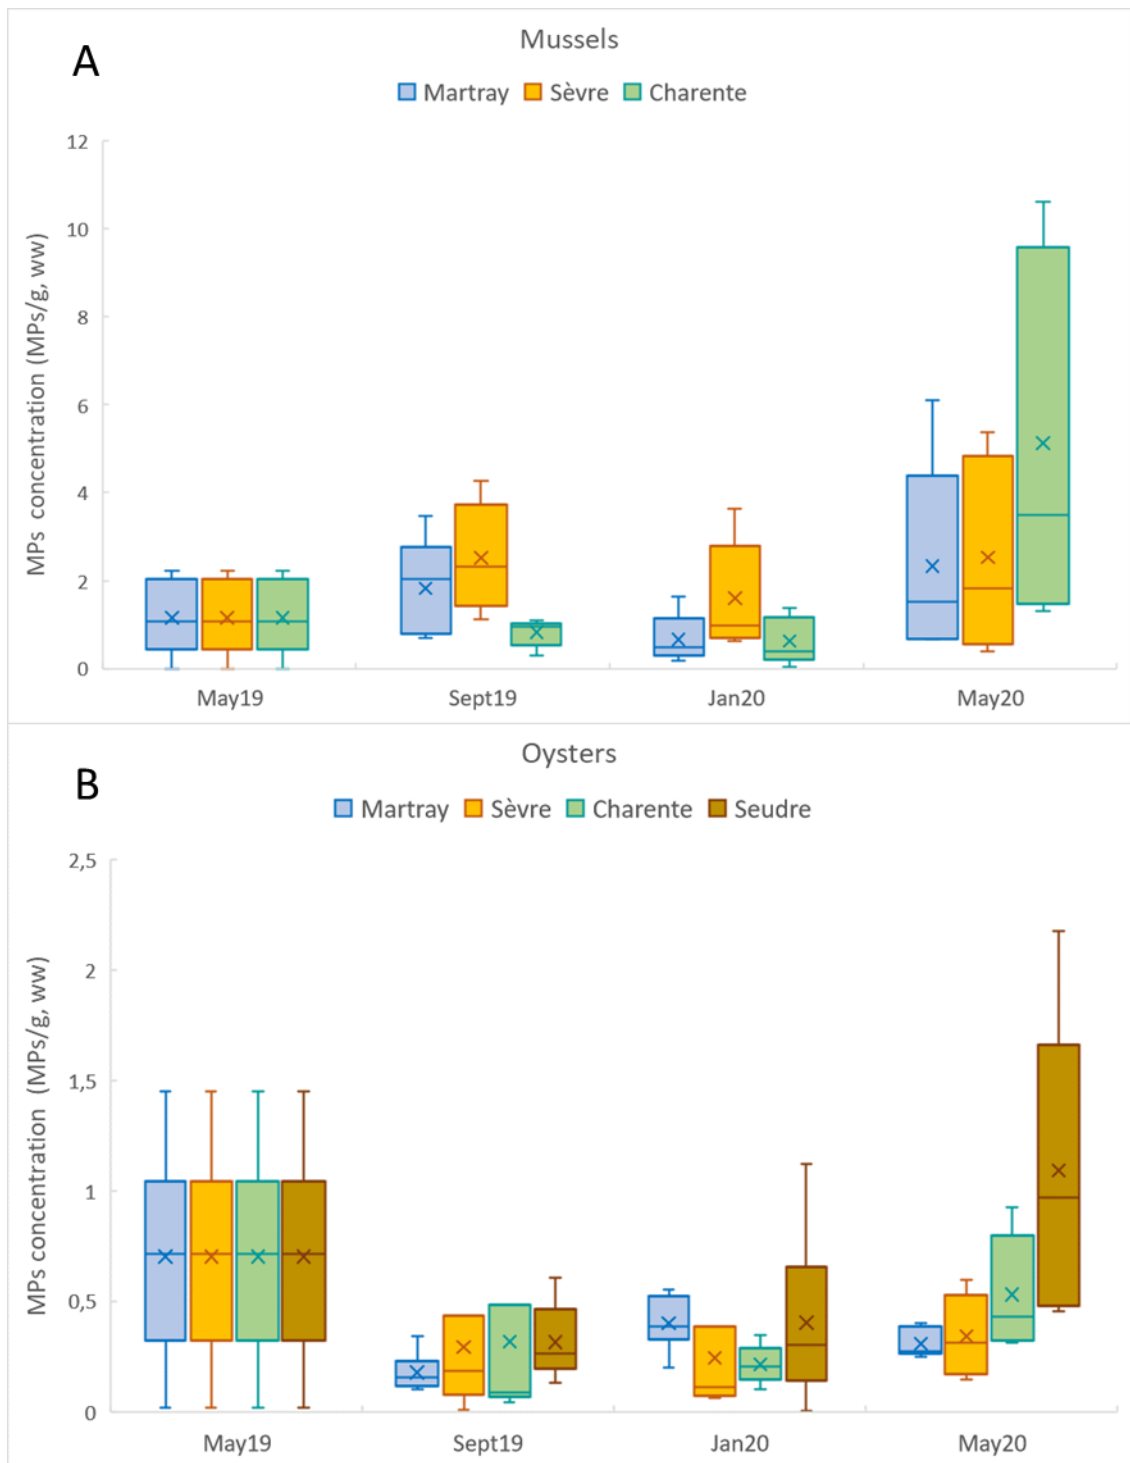 A
Mussels
Martray Sèvre Charente
MPs concentration (MPs/g, ww)
12
10
8
6
4
2
0
May19 Sept19 Jan20 May20
B
Oysters
Martray Sèvre Charente Seudre
MPs concentration (MPs/g, ww)
2,5
2
1,5
1
0,5
0
May19 Sept19 Jan20 May20